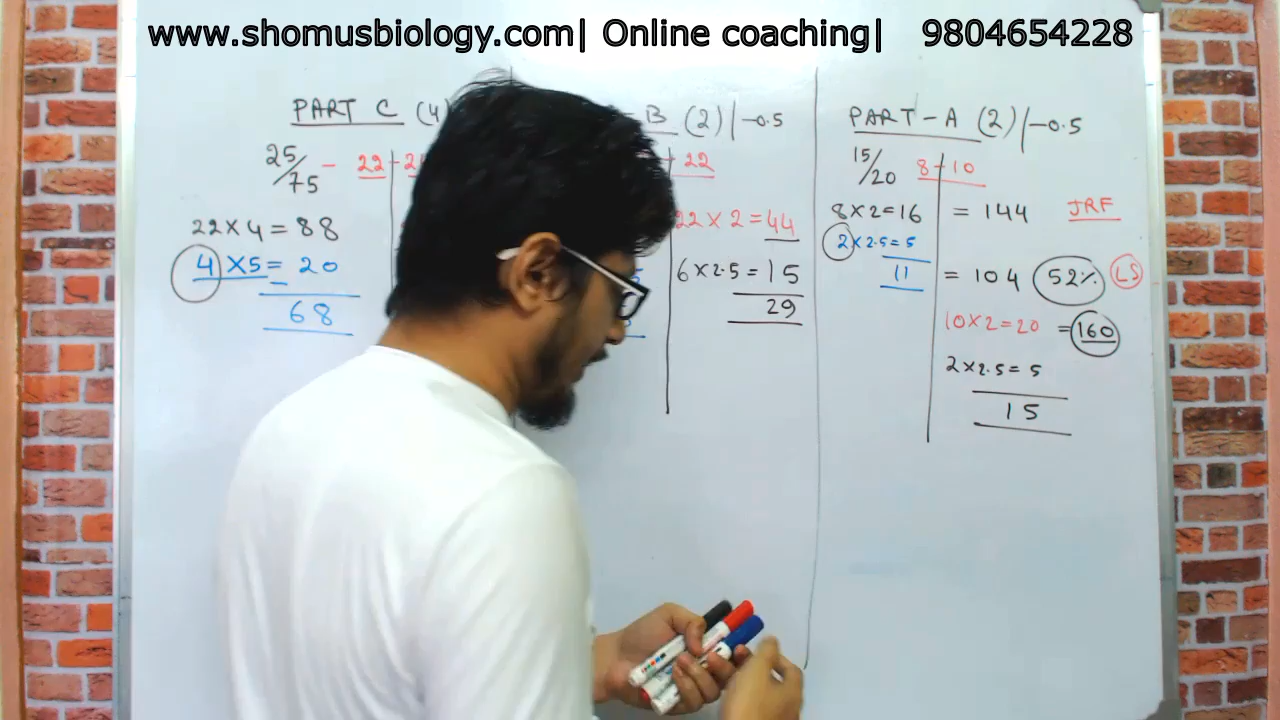 www.shomusbiology.com| Online coaching| 9804654228
PART C (4)
25/75 - 22-2
22 X 4 = 88
4 X5 = 20
68
B (2) | -0.5
22
22 X 2 = 44
6 X 2.5 = 15
29
PART-A (2) | -0.5
15/20 8-10
8 X 2 = 16 = 144 JRF
2 X 2.5 = 5
11 = 104 52% LS
10 X 2 = 20 = 160
2 X 2.5 = 5
15